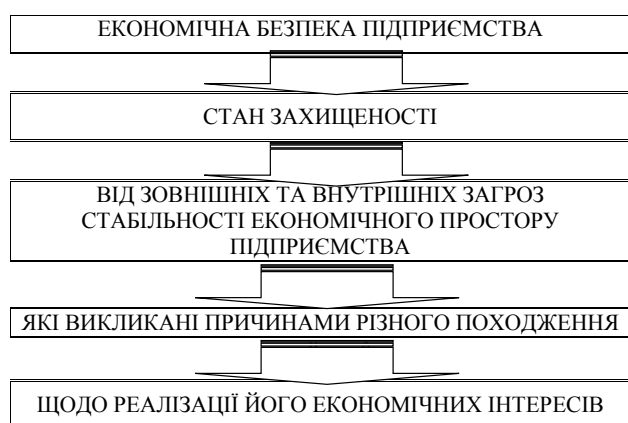 ЕКОНОМІЧНА БЕЗПЕКА ПІДПРИЄМСТВА
СТАН ЗАХИЩЕНОСТІ
ВІД ЗОВНІШНІХ ТА ВНУТРІШНІХ ЗАГРОЗ
СТАБІЛЬНОСТІ ЕКОНОМІЧНОГО ПРОСТОРУ
ПІДПРИЄМСТВА
ЯКІ ВИКЛИКАНІ ПРИЧИНАМИ РІЗНОГО ПОХОДЖЕННЯ
ЩОДО РЕАЛІЗАЦІЇ ЙОГО ЕКОНОМІЧНИХ ІНТЕРЕСІВ